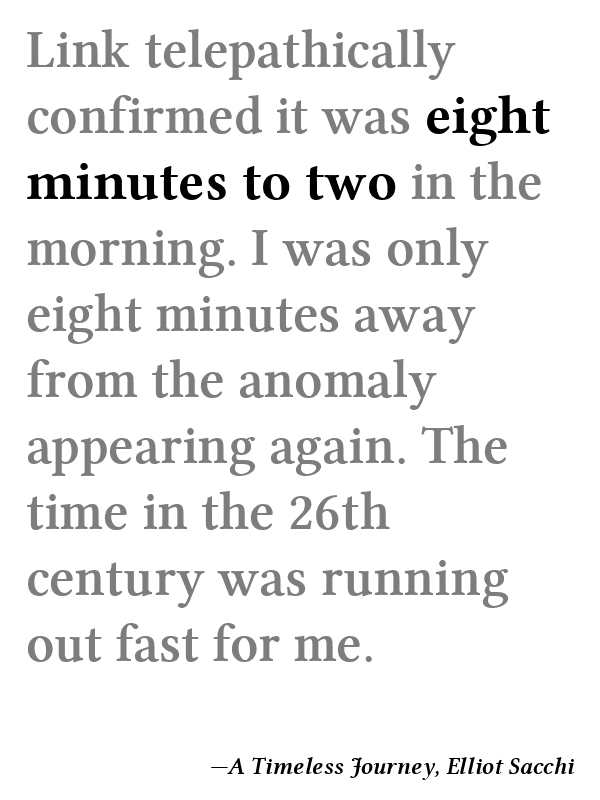 Link telepathically
confirmed it was eight
minutes to two in the
morning. I was only
eight minutes away
from the anomaly
appearing again. The
time in the 26th
century was running
out fast for me.
—A Timeless Journey, Elliot Sacchi